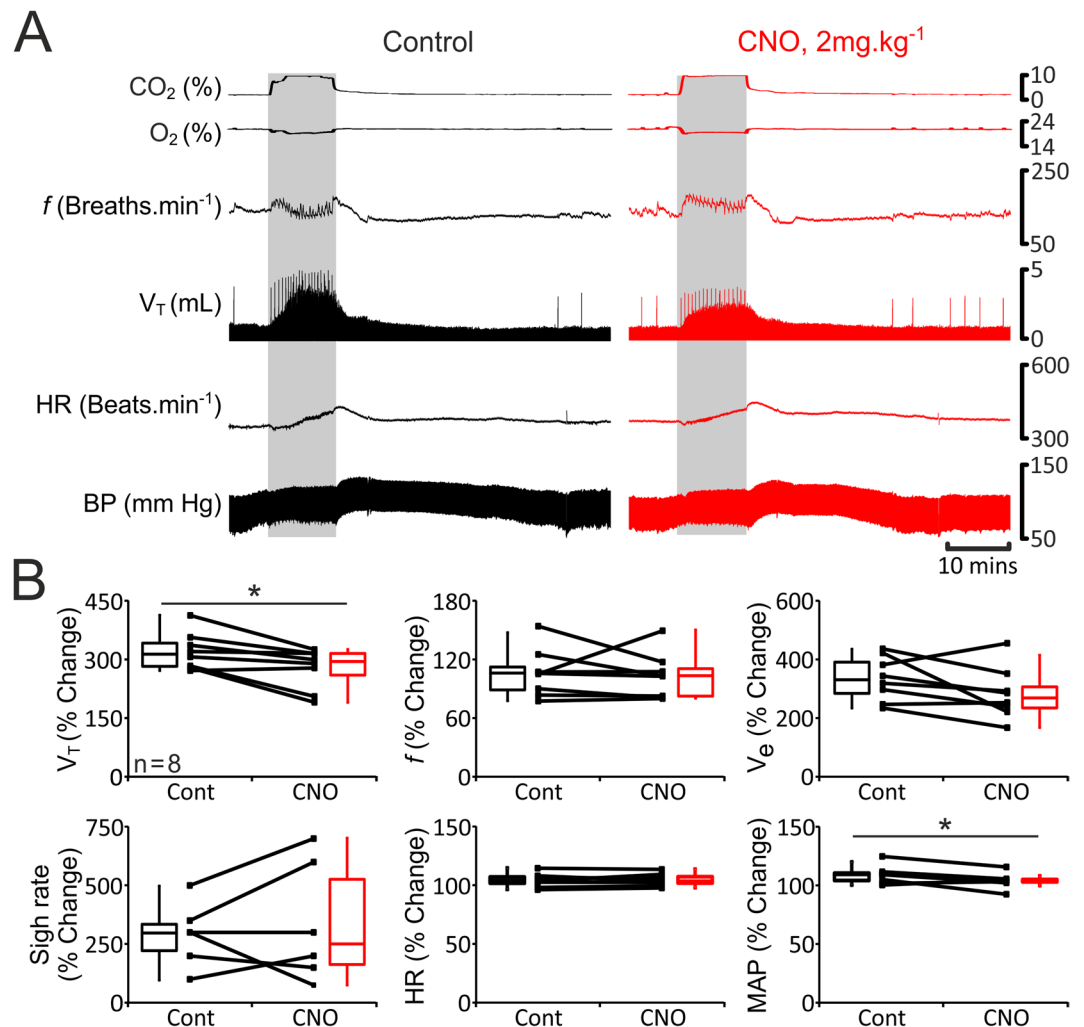 A
Control
CNO, 2mg.kg⁻¹
CO₂ (%)
10
0
O₂ (%)
24
14
f (Breaths.min⁻¹)
250
50
V_T (mL)
5
0
HR (Beats.min⁻¹)
600
300
BP (mm Hg)
150
50
10 mins
B
V_T (% Change)
450
300
150
0
n=8
*
Cont
CNO
f (% Change)
180
120
60
0
Cont
CNO
V_e (% Change)
600
400
200
0
Cont
CNO
Sigh rate
(% Change)
750
500
250
0
Cont
CNO
HR (% Change)
150
100
50
0
Cont
CNO
MAP (% Change)
150
100
50
0
*
Cont
CNO